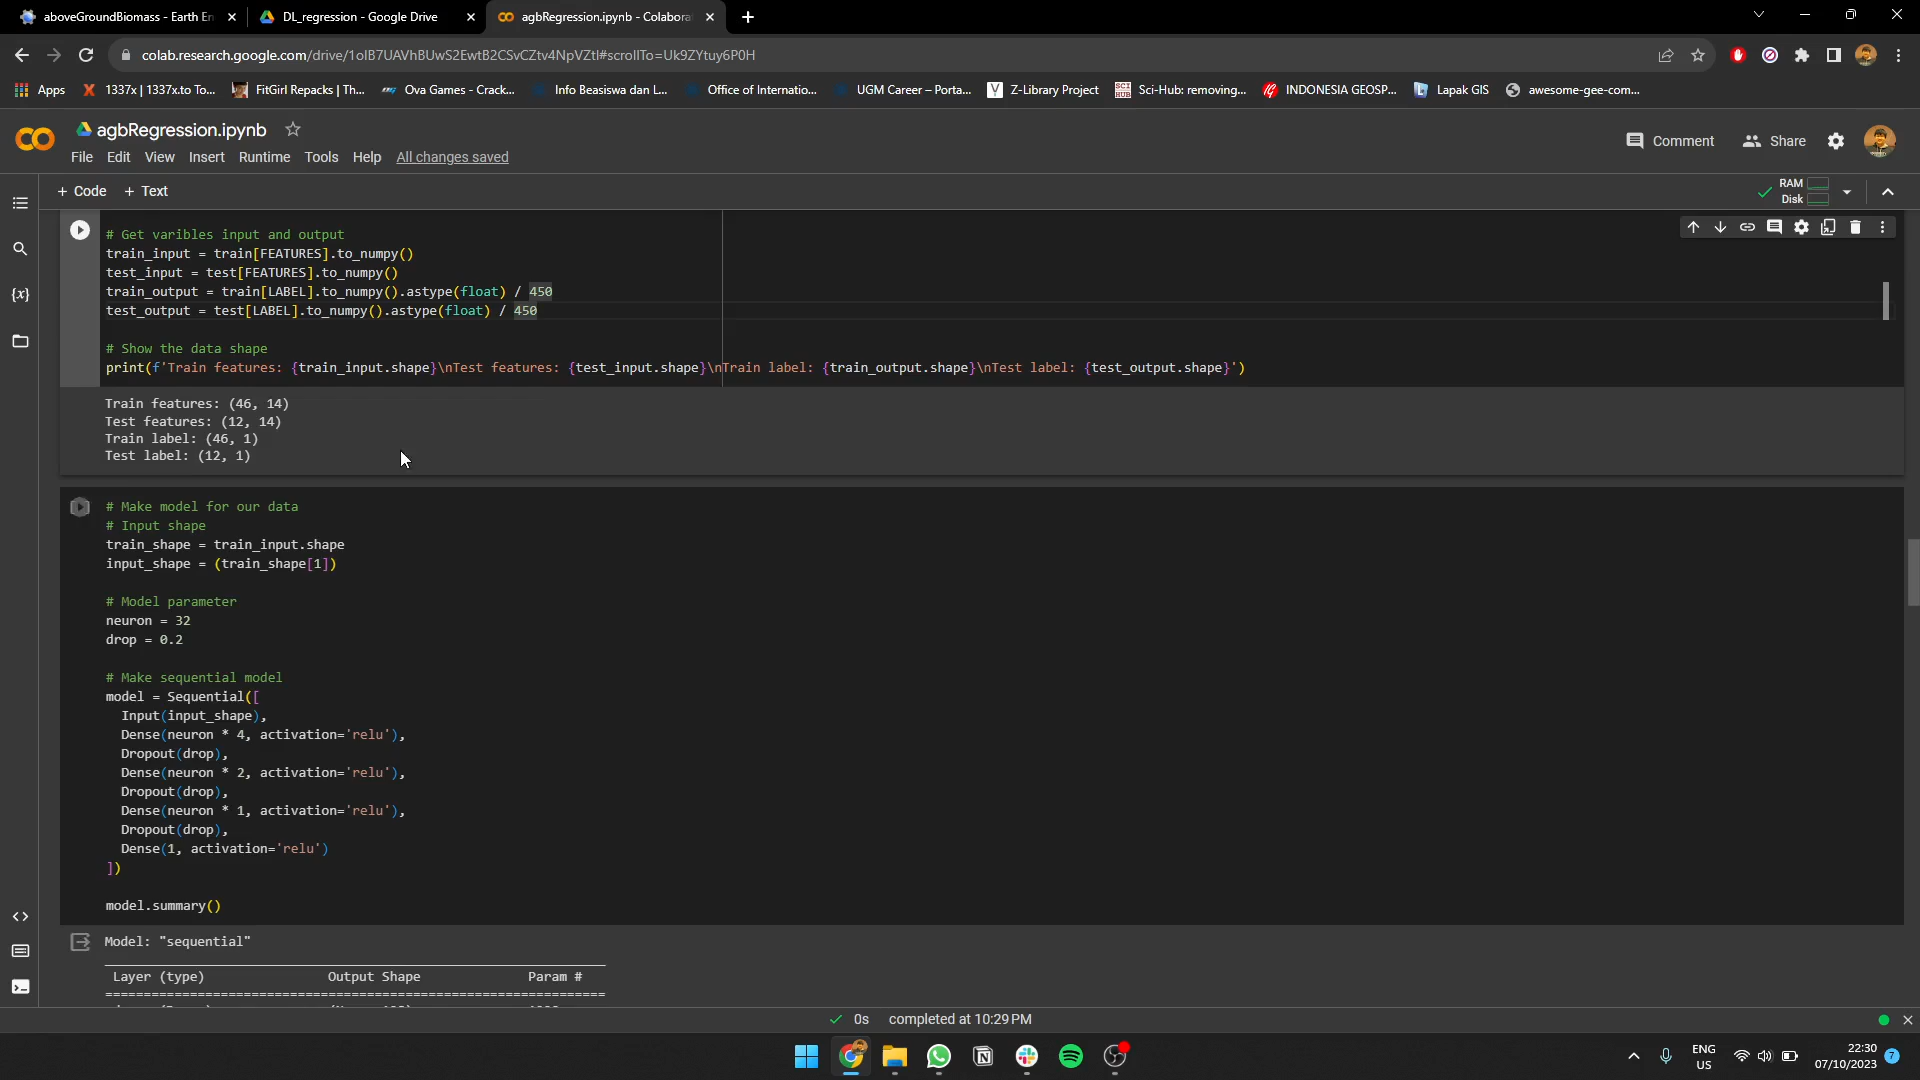 aboveGroundBiomass - Earth En
DL_regression - Google Drive
agbRegression.ipynb - Colabora
colab.research.google.com/drive/1oIB7UAVhBUwS2EwtB2CSvCZtv4NpVZtl#scrollTo=Uk9ZYtuy6P0H
Apps
1337x | 1337x.to To...
FitGirl Repacks | Th...
Ova Games - Crack...
Info Beasiswa dan L...
Office of Internatio...
UGM Career – Porta...
Z-Library Project
Sci-Hub: removing...
INDONESIA GEOSP...
Lapak GIS
awesome-gee-com...
agbRegression.ipynb
Comment
Share
File Edit View Insert Runtime Tools Help All changes saved
+ Code + Text
RAM
Disk
# Get varibles input and output
train_input = train[FEATURES].to_numpy()
test_input = test[FEATURES].to_numpy()
train_output = train[LABEL].to_numpy().astype(float) / 450
test_output = test[LABEL].to_numpy().astype(float) / 450
# Show the data shape
print(f'Train features: {train_input.shape}\nTest features: {test_input.shape}\nTrain label: {train_output.shape}\nTest label: {test_output.shape}')
Train features: (46, 14)
Test features: (12, 14)
Train label: (46, 1)
Test label: (12, 1)
# Make model for our data
# Input shape
train_shape = train_input.shape
input_shape = (train_shape[1])
# Model parameter
neuron = 32
drop = 0.2
# Make sequential model
model = Sequential([
Input(input_shape),
Dense(neuron * 4, activation='relu'),
Dropout(drop),
Dense(neuron * 2, activation='relu'),
Dropout(drop),
Dense(neuron * 1, activation='relu'),
Dropout(drop),
Dense(1, activation='relu')
])
model.summary()
Model: "sequential"
Layer (type) Output Shape Param #
=================================================================
0s completed at 10:29 PM
ENG
US
22:30
07/10/2023
7